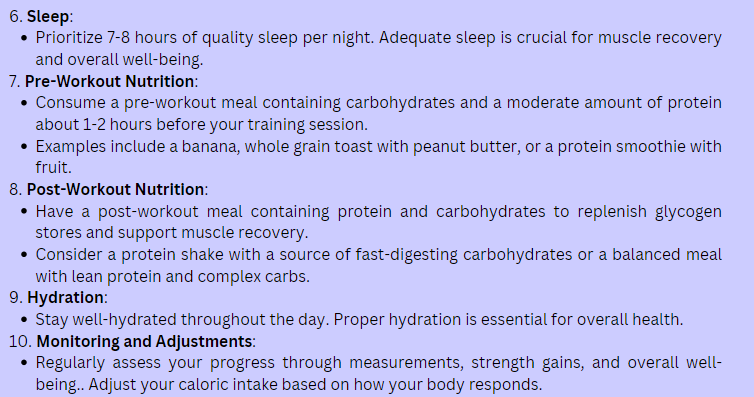 6. Sleep:
• Prioritize 7-8 hours of quality sleep per night. Adequate sleep is crucial for muscle recovery
and overall well-being.
7. Pre-Workout Nutrition:
• Consume a pre-workout meal containing carbohydrates and a moderate amount of protein
about 1-2 hours before your training session.
• Examples include a banana, whole grain toast with peanut butter, or a protein smoothie with
fruit.
8. Post-Workout Nutrition:
• Have a post-workout meal containing protein and carbohydrates to replenish glycogen
stores and support muscle recovery.
• Consider a protein shake with a source of fast-digesting carbohydrates or a balanced meal
with lean protein and complex carbs.
9. Hydration:
• Stay well-hydrated throughout the day. Proper hydration is essential for overall health.
10. Monitoring and Adjustments:
• Regularly assess your progress through measurements, strength gains, and overall well-
being.. Adjust your caloric intake based on how your body responds.